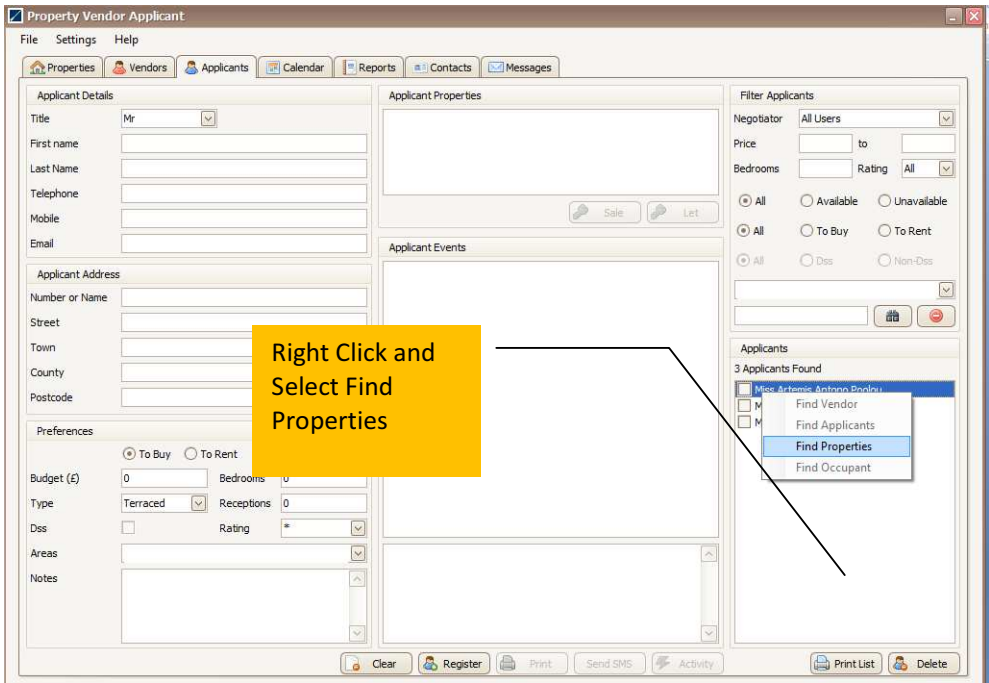 Property Vendor Applicant
File Settings Help
Properties Vendors Applicants Calendar Reports Contacts Messages
Applicant Details
Title Mr
First name
Last Name
Telephone
Mobile
Email
Applicant Address
Number or Name
Street
Town
County
Postcode
Preferences
To Buy To Rent
Budget (£) 0 Bedrooms 0
Type Terraced Receptions 0
Dss Rating *
Areas
Notes
Applicant Properties
Sale Let
Applicant Events
Right Click and
Select Find
Properties
Filter Applicants
Negotiator All Users
Price to
Bedrooms Rating All
All Available Unavailable
All To Buy To Rent
All Dss Non-Dss
Applicants
3 Applicants Found
Miss Artemis Antono Poolou
M
M
Find Vendor
Find Applicants
Find Properties
Find Occupant
Clear Register Print Send SMS Activity Print List Delete